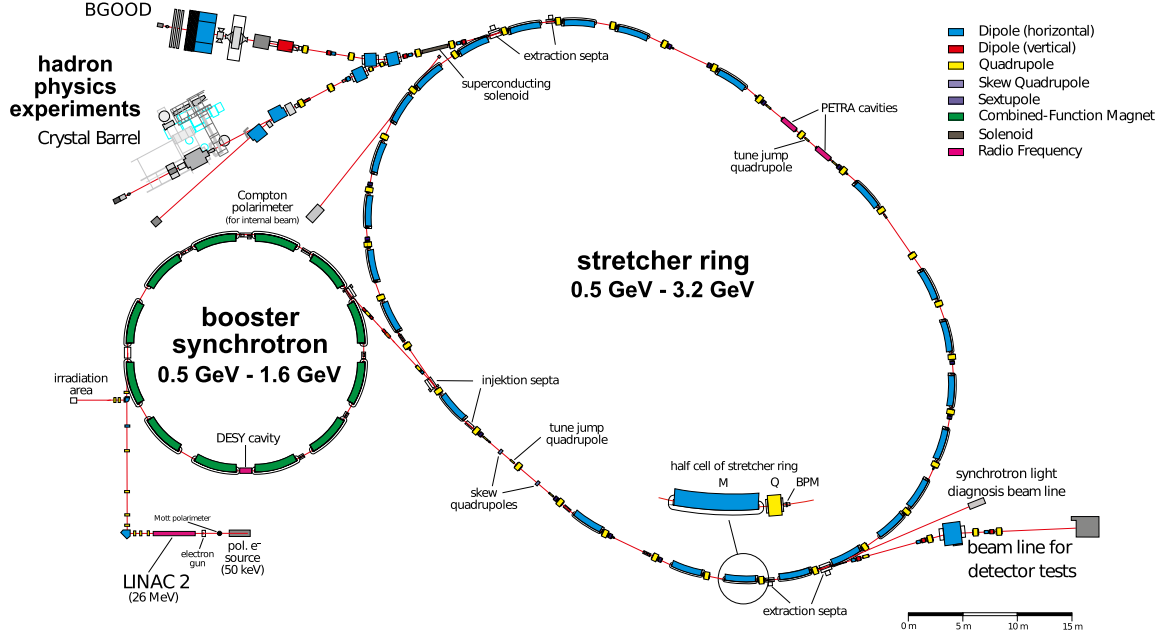 BGOOD
hadron
physics
experiments
Crystal Barrel
extraction septa
superconducting
solenoid
PETRA cavities
tune jump
quadrupole
Dipole (horizontal)
Dipole (vertical)
Quadrupole
Skew Quadrupole
Sextupole
Combined-Function Magnet
Solenoid
Radio Frequency
Compton
polarimeter
(for internal beam)
stretcher ring
0.5 GeV - 3.2 GeV
booster
synchrotron
0.5 GeV - 1.6 GeV
irradiation
area
DESY cavity
injektion septa
tune jump
quadrupole
skew
quadrupoles
half cell of stretcher ring
M
Q
BPM
synchrotron light
diagnosis beam line
beam line for
detector tests
extraction septa
Mott polarimeter
electron
gun
pol. e⁻
source
(50 keV)
LINAC 2
(26 MeV)
0 m
5 m
10 m
15 m